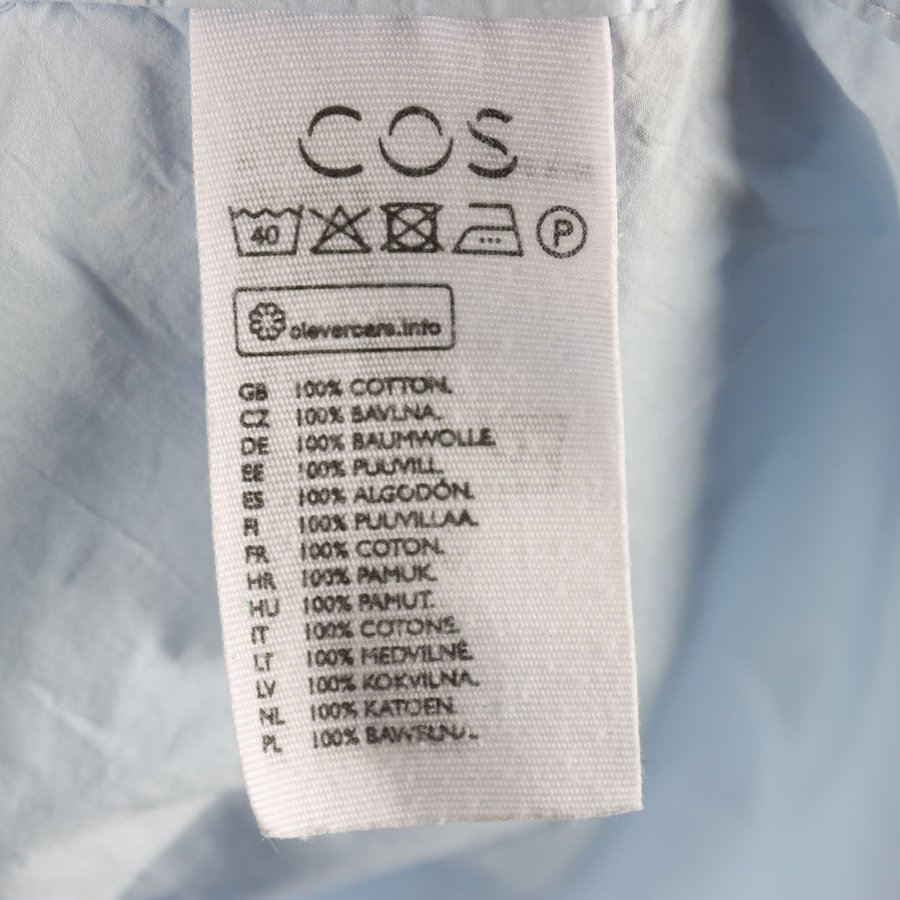 COS
40 P
clevercare.info
GB 100% COTTON.
CZ 100% BAVLNA.
DE 100% BAUMWOLLE.
EE 100% PUUVILL.
ES 100% ALGODÓN.
FI 100% PUUVILLAA.
FR 100% COTON.
HR 100% PAMUK.
HU 100% PAMUT.
IT 100% COTONE.
LT 100% MEDVILNĖ.
LV 100% KOKVILNA.
NL 100% KATOEN.
PL 100% BAWEŁNA.